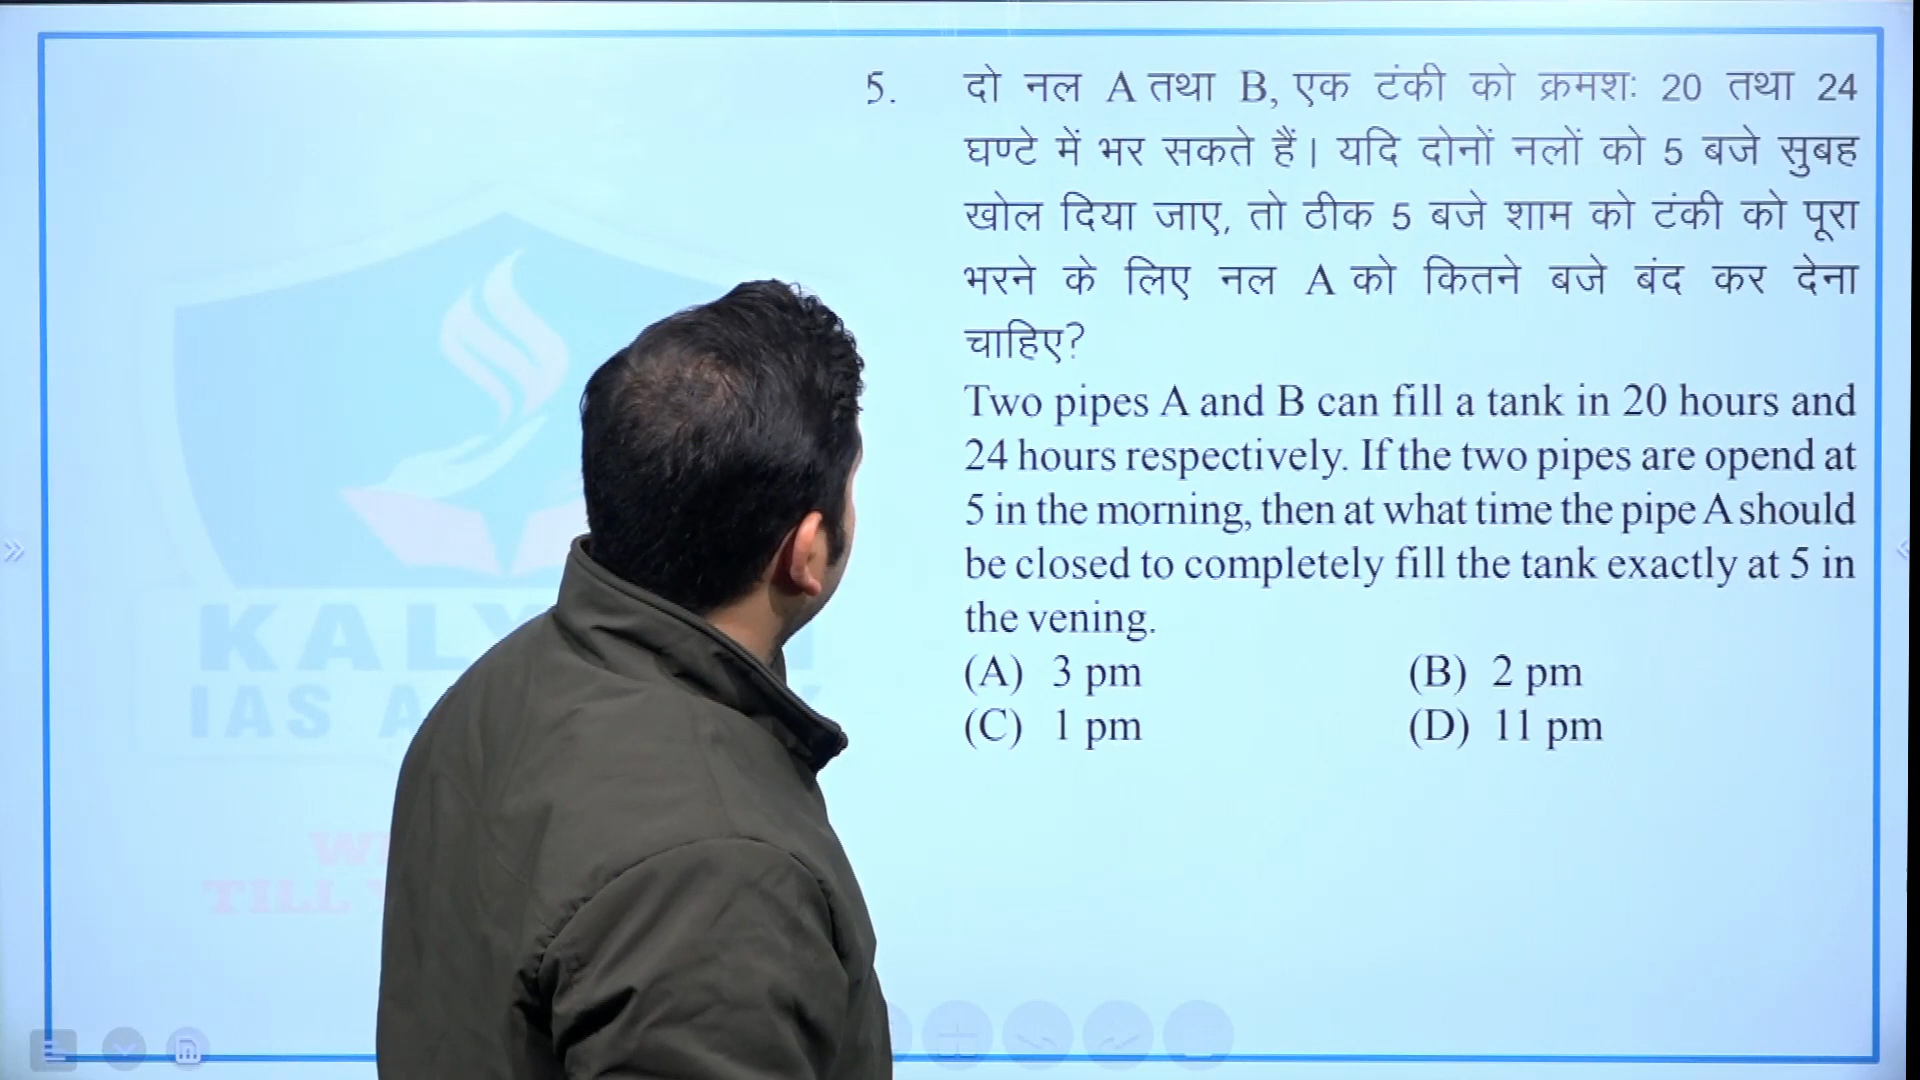 5. दो नल A तथा B, एक टंकी को क्रमशः 20 तथा 24
घण्टे में भर सकते हैं। यदि दोनों नलों को 5 बजे सुबह
खोल दिया जाए, तो ठीक 5 बजे शाम को टंकी को पूरा
भरने के लिए नल A को कितने बजे बंद कर देना
चाहिए?
Two pipes A and B can fill a tank in 20 hours and
24 hours respectively. If the two pipes are opend at
5 in the morning, then at what time the pipe A should
be closed to completely fill the tank exactly at 5 in
the vening.
(A) 3 pm (B) 2 pm
(C) 1 pm (D) 11 pm
IAS
TILL